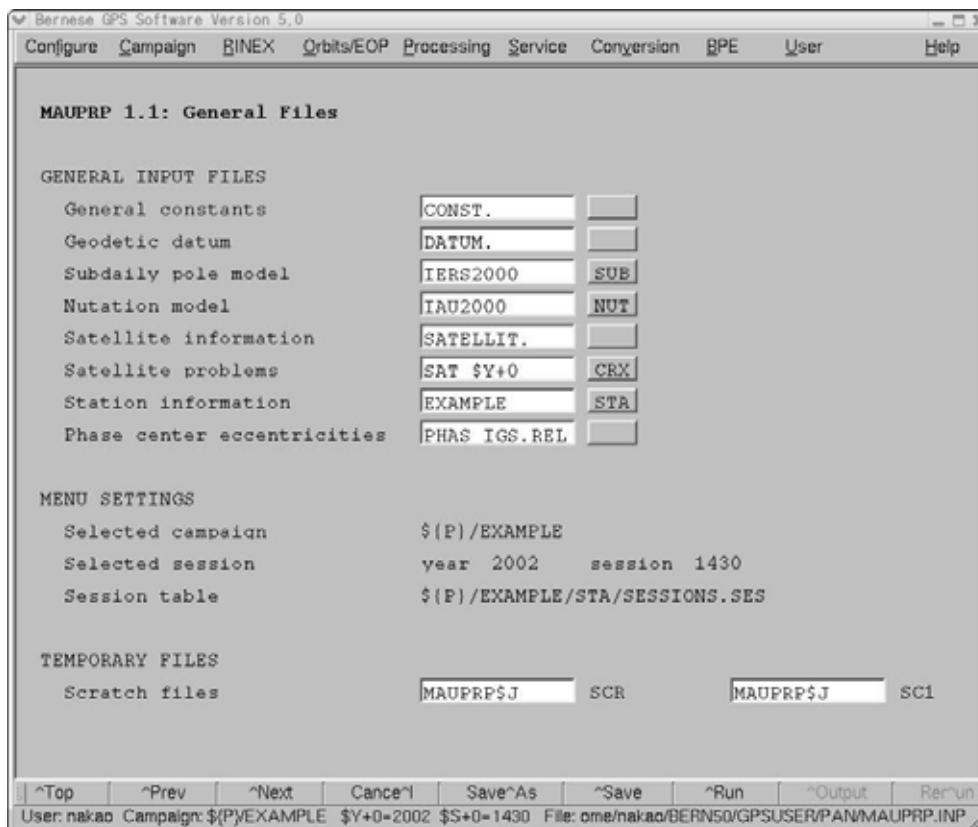 Bernese GPS Software Version 5.0
Configure Campaign RINEX Orbits/EOP Processing Service Conversion BPE User Help
MAUPRP 1.1: General Files
GENERAL INPUT FILES
General constants CONST.
Geodetic datum DATUM.
Subdaily pole model IERS2000 SUB
Nutation model IAU2000 NUT
Satellite information SATELLIT.
Satellite problems SAT $Y+0 CRX
Station information EXAMPLE STA
Phase center eccentricities PHAS IGS.REL
MENU SETTINGS
Selected campaign ${P}/EXAMPLE
Selected session year 2002 session 1430
Session table ${P}/EXAMPLE/STA/SESSIONS.SES
TEMPORARY FILES
Scratch files MAUPRP$J SCR MAUPRP$J SC1
^Top ^Prev ^Next Cance^l Save^As ^Save ^Run ^Output Rer^un
User: nakao Campaign: ${P}/EXAMPLE $Y+0=2002 $S+0=1430 File: ome/nakao/BERN50/GPSUSER/PAN/MAUPRP.INP